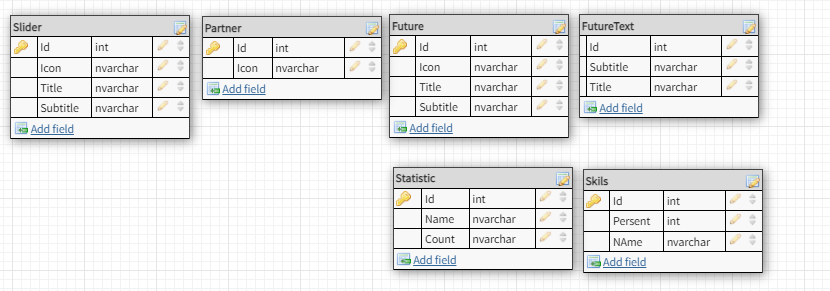 Slider
Id int
Icon nvarchar
Title nvarchar
Subtitle nvarchar
Add field
Partner
Id int
Icon nvarchar
Add field
Future
Id int
Icon nvarchar
Title nvarchar
Subtitle nvarchar
Add field
FutureText
Id int
Subtitle nvarchar
Title nvarchar
Add field
Statistic
Id int
Name nvarchar
Count nvarchar
Add field
Skils
Id int
Persent int
NAme nvarchar
Add field